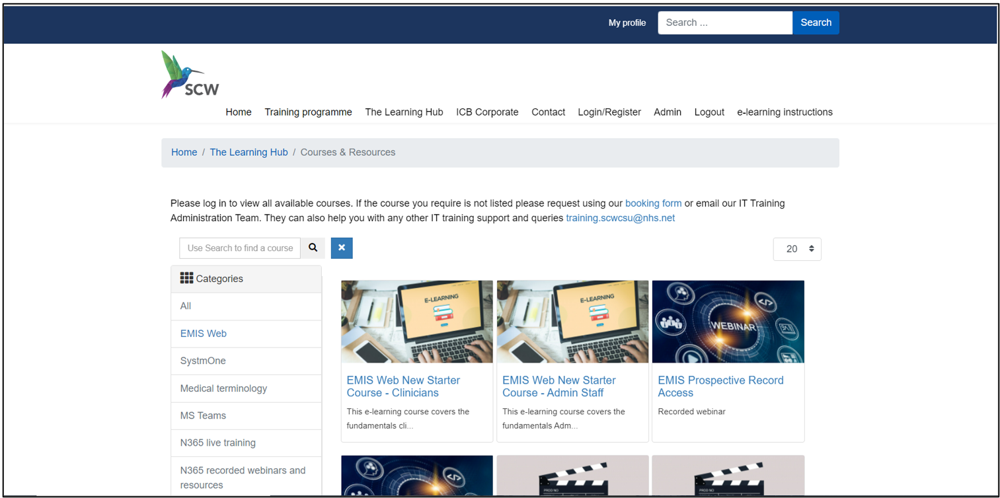 My profile
Search ...
Search
SCW
Home
Training programme
The Learning Hub
ICB Corporate
Contact
Login/Register
Admin
Logout
e-learning instructions
Home / The Learning Hub / Courses & Resources
Please log in to view all available courses. If the course you require is not listed please request using our booking form or email our IT Training
Administration Team. They can also help you with any other IT training support and queries training.scwcsu@nhs.net
Use Search to find a course
20
Categories
All
EMIS Web
SystmOne
Medical terminology
MS Teams
N365 live training
N365 recorded webinars and
resources
E-LEARNING
EMIS Web New Starter
Course - Clinicians
This e-learning course covers the
fundamentals cli...
E-LEARNING
EMIS Web New Starter
Course - Admin Staff
This e-learning course covers the
fundamentals Adm...
WEBINAR
EMIS Prospective Record
Access
Recorded webinar
PROD NO
PROD NO